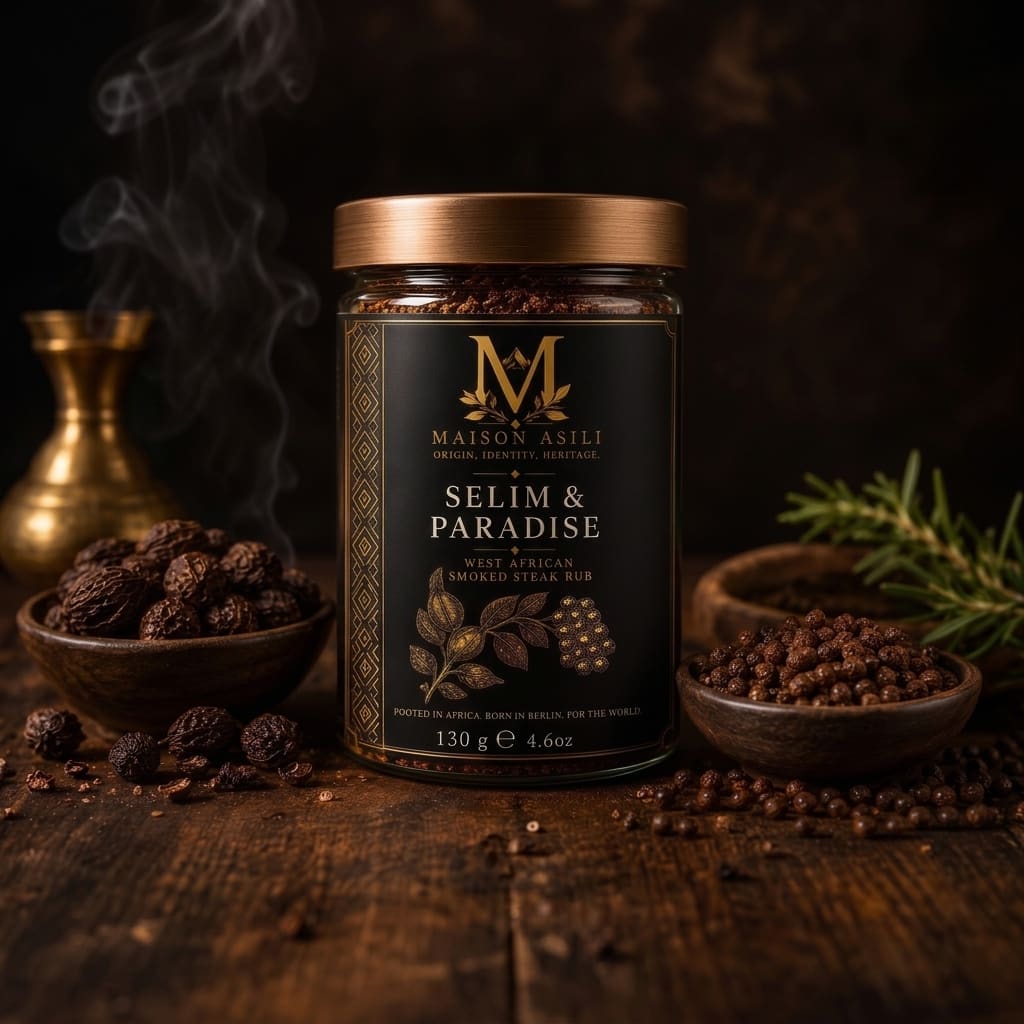 M
MAISON ASILI
ORIGIN, IDENTITY, HERITAGE.
SELIM &
PARADISE
WEST AFRICAN
SMOKED STEAK RUB
POOTED IN AFRICA. BORN IN BERLIN. FOR THE WORLD.
130 g ℮ 4.6oz